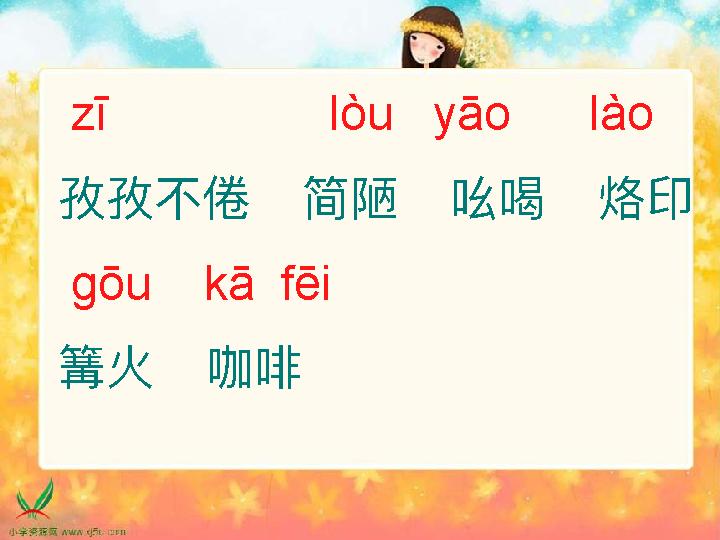 zī lòu yāo lào
孜孜不倦 简陋 吆喝 烙印
gōu kā fēi
篝火 咖啡
小学资源网 www.xj5u.com